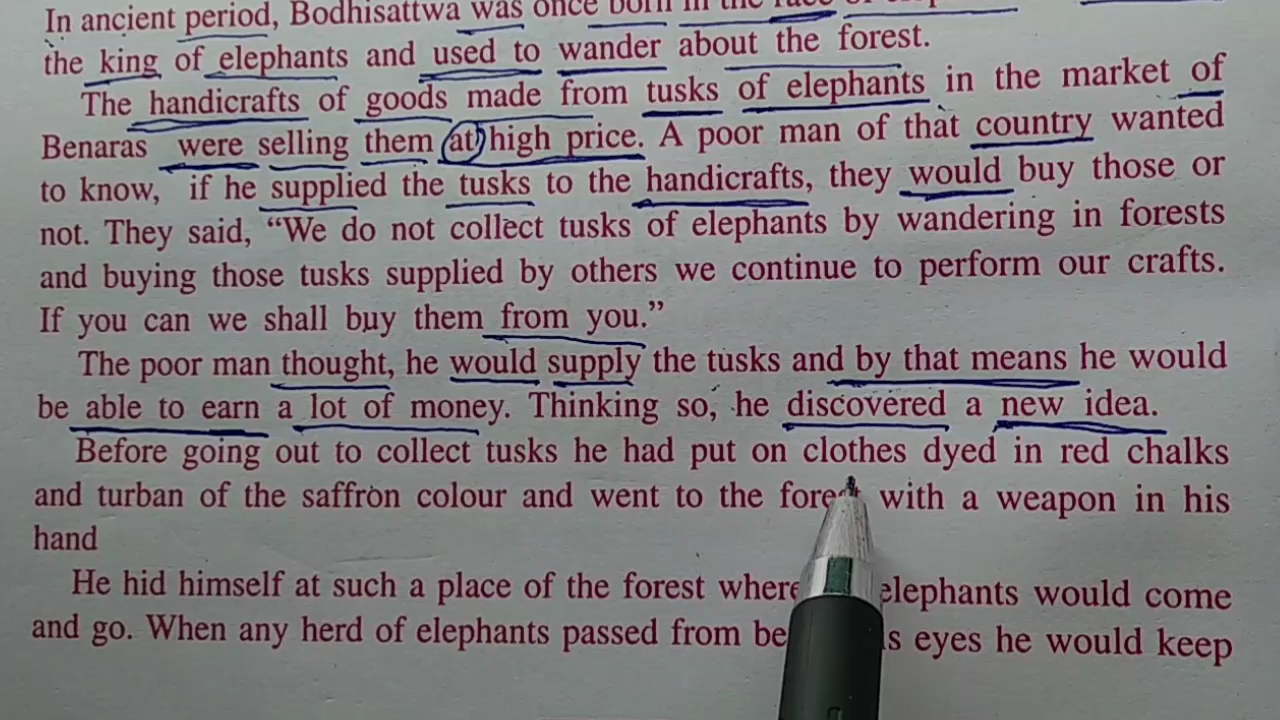 In ancient period, Bodhisattwa was once born in the race of
the king of elephants and used to wander about the forest.
The handicrafts of goods made from tusks of elephants in the market of
Benaras were selling them at high price. A poor man of that country wanted
to know, if he supplied the tusks to the handicrafts, they would buy those or
not. They said, “We do not collect tusks of elephants by wandering in forests
and buying those tusks supplied by others we continue to perform our crafts.
If you can we shall buy them from you.”
The poor man thought, he would supply the tusks and by that means he would
be able to earn a lot of money. Thinking so, he discovered a new idea.
Before going out to collect tusks he had put on clothes dyed in red chalks
and turban of the saffron colour and went to the with a weapon in his
hand
He hid himself at such a place of the forest where elephants would come
and go. When any herd of elephants passed from eyes he would keep